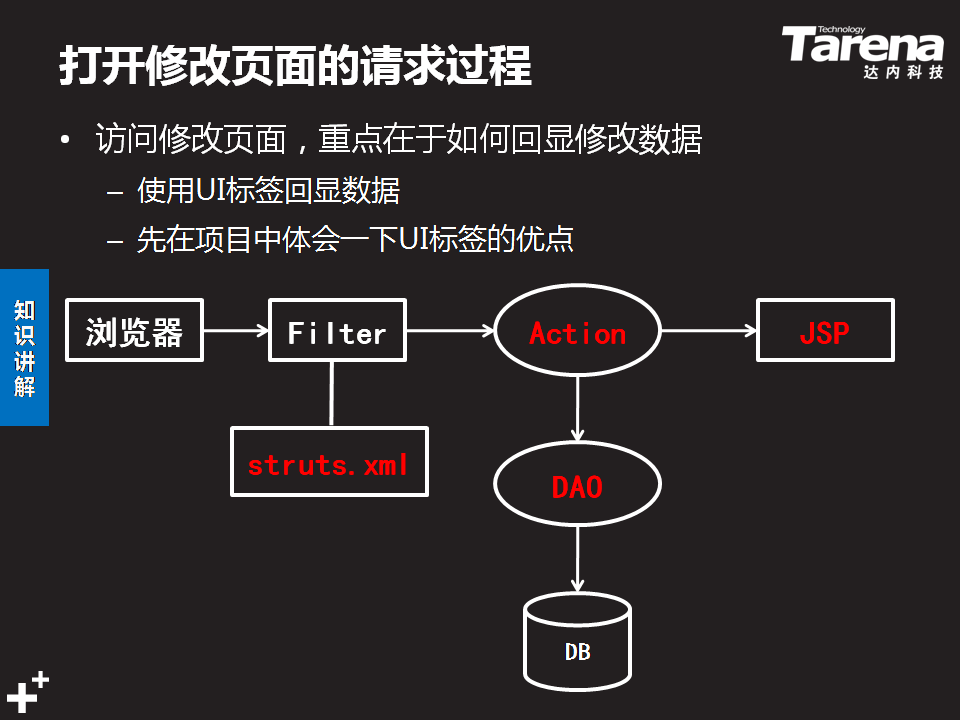 打开修改页面的请求过程
Technology
Tarena
达内科技
• 访问修改页面，重点在于如何回显修改数据
– 使用UI标签回显数据
– 先在项目中体会一下UI标签的优点
知识讲解
浏览器
Filter
Action
JSP
struts.xml
DAO
DB